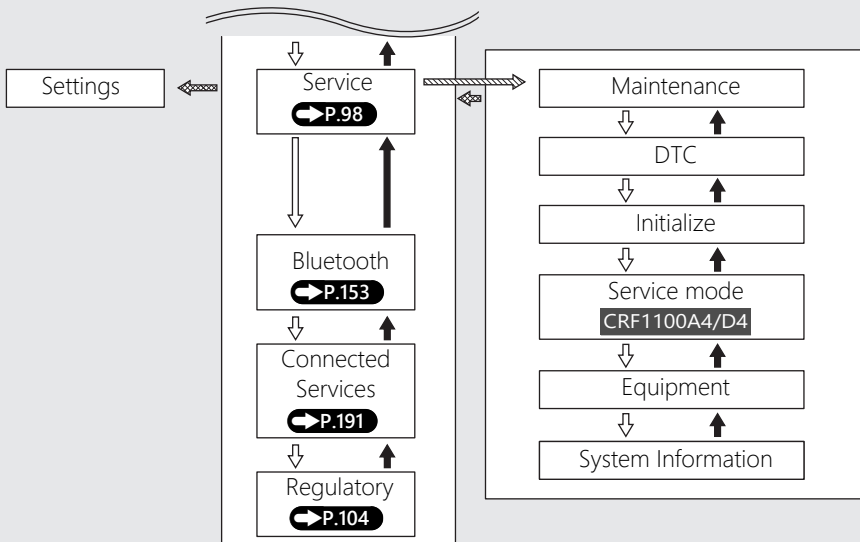 Settings
Service
P.98
Bluetooth
P.153
Connected
Services
P.191
Regulatory
P.104
Maintenance
DTC
Initialize
Service mode
CRF1100A4/D4
Equipment
System Information